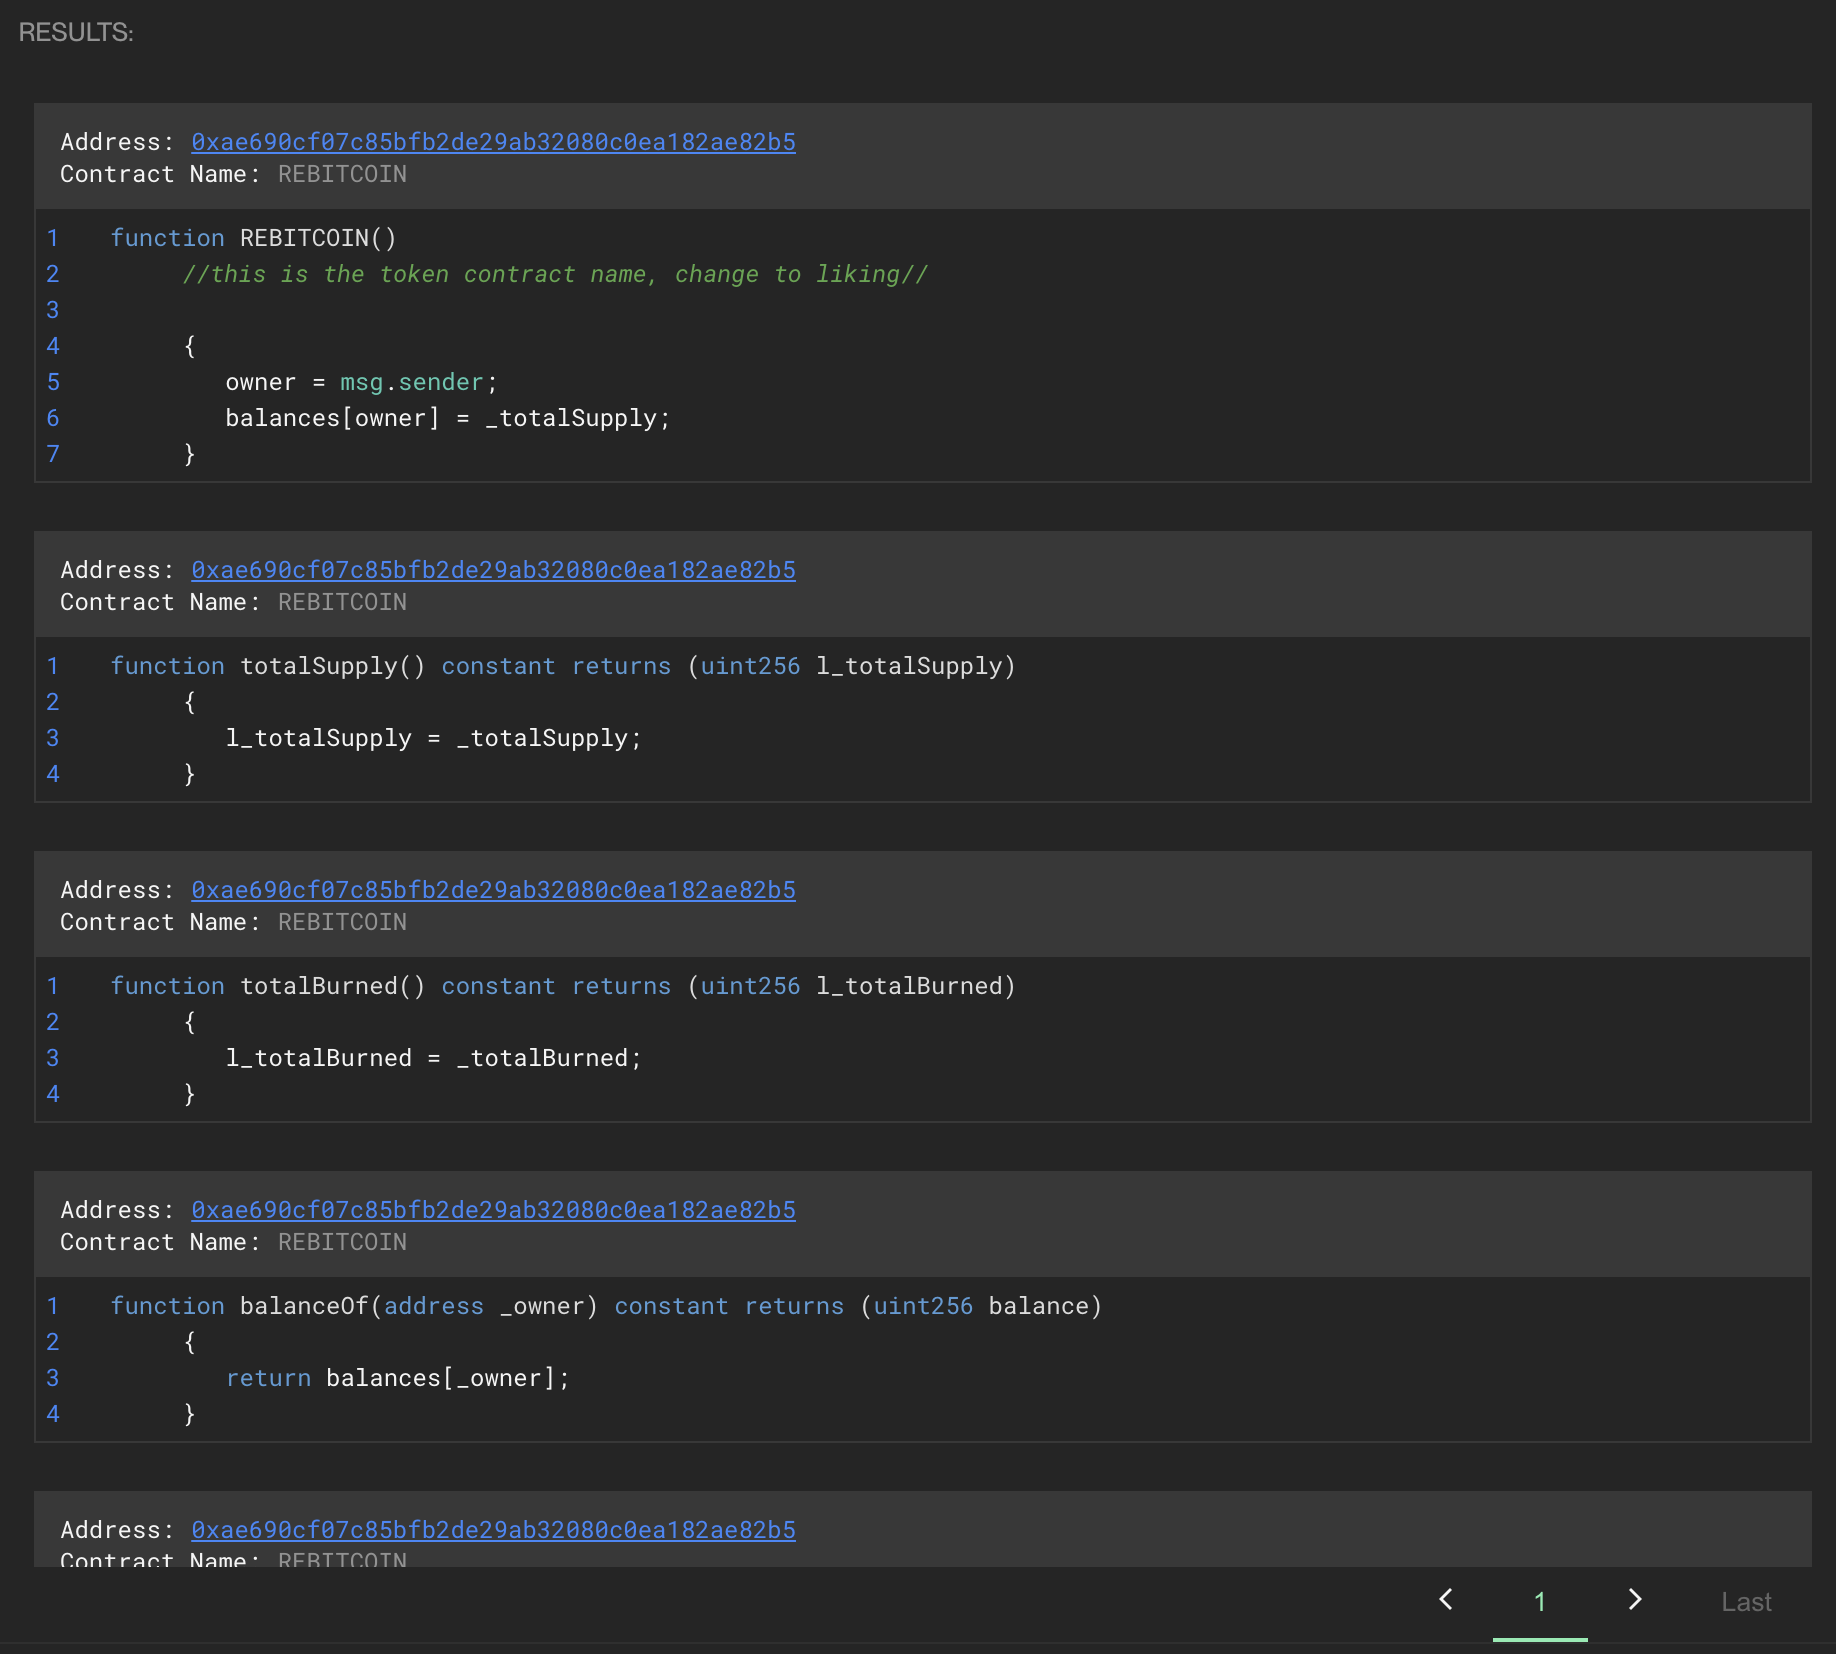 RESULTS:
Address: 0xae690cf07c85bfb2de29ab32080c0ea182ae82b5
Contract Name: REBITCOIN
1 function REBITCOIN()
2 //this is the token contract name, change to liking//
3
4 {
5 owner = msg.sender;
6 balances[owner] = _totalSupply;
7 }
Address: 0xae690cf07c85bfb2de29ab32080c0ea182ae82b5
Contract Name: REBITCOIN
1 function totalSupply() constant returns (uint256 l_totalSupply)
2 {
3 l_totalSupply = _totalSupply;
4 }
Address: 0xae690cf07c85bfb2de29ab32080c0ea182ae82b5
Contract Name: REBITCOIN
1 function totalBurned() constant returns (uint256 l_totalBurned)
2 {
3 l_totalBurned = _totalBurned;
4 }
Address: 0xae690cf07c85bfb2de29ab32080c0ea182ae82b5
Contract Name: REBITCOIN
1 function balanceOf(address _owner) constant returns (uint256 balance)
2 {
3 return balances[_owner];
4 }
Address: 0xae690cf07c85bfb2de29ab32080c0ea182ae82b5
Contract Name: REBITCOIN
1 Last